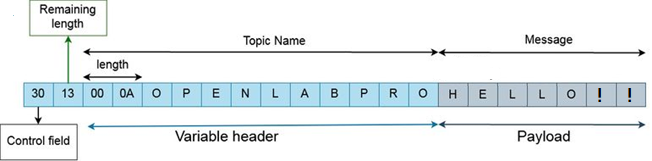 Remaining
length
Topic Name
Message
length
30 13 00 0A O P E N L A B P R O H E L L O ! !
Control field
Variable header
Payload